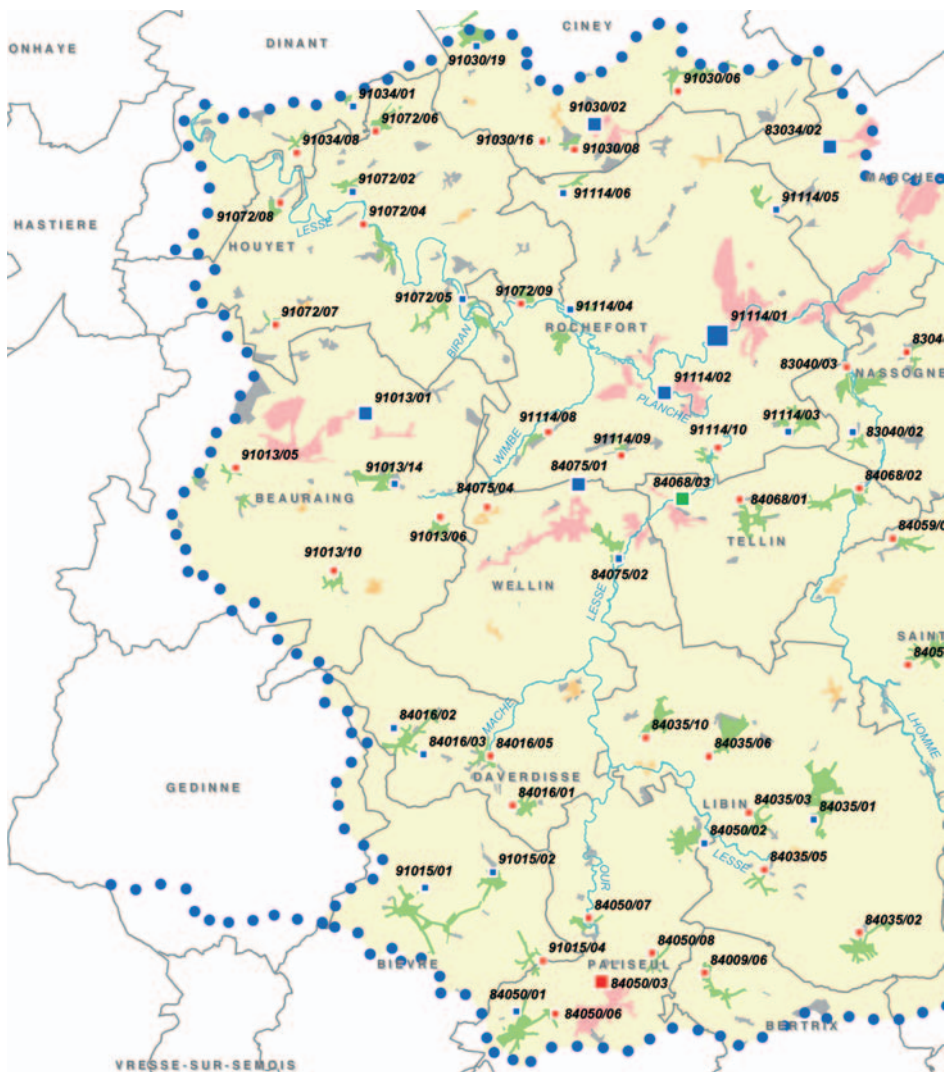 CINEY
ONHAYE
DINANT
91030/19
91030/06
91034/01
91030/02
91072/06
83034/02
91034/08
91030/16
91030/08
MARCHE
91072/02
91114/06
91114/05
91072/08
91072/04
HASTIERE
LESSE
HOUYET
91072/05
91072/09
91114/04
91072/07
91114/01
ROCHEFORT
BIRAN
8304
83040/03
NASSOGNE
91114/02
91013/01
PLANCHE
91114/08
91114/10
91114/03
83040/02
WIMBE
91114/09
91013/05
91013/14
84075/01
84068/03
84068/02
84075/04
BEAURAING
84068/01
91013/06
84059/0
TELLIN
91013/10
84075/02
WELLIN
LESSE
SAINT
8405
84016/02
MACHE
84035/10
84016/03
84016/05
84035/06
LHOMME
DAVERDISSE
GEDINNE
84016/01
LIBIN
84035/03
84035/01
84050/02
91015/02
LESSE
84035/05
91015/01
OUR
84050/07
84035/02
91015/04
84050/08
84009/06
BIEVRE
PALISEUL
84050/03
84050/01
84050/06
BERTRIX
VRESSE-SUR-SEMOIS